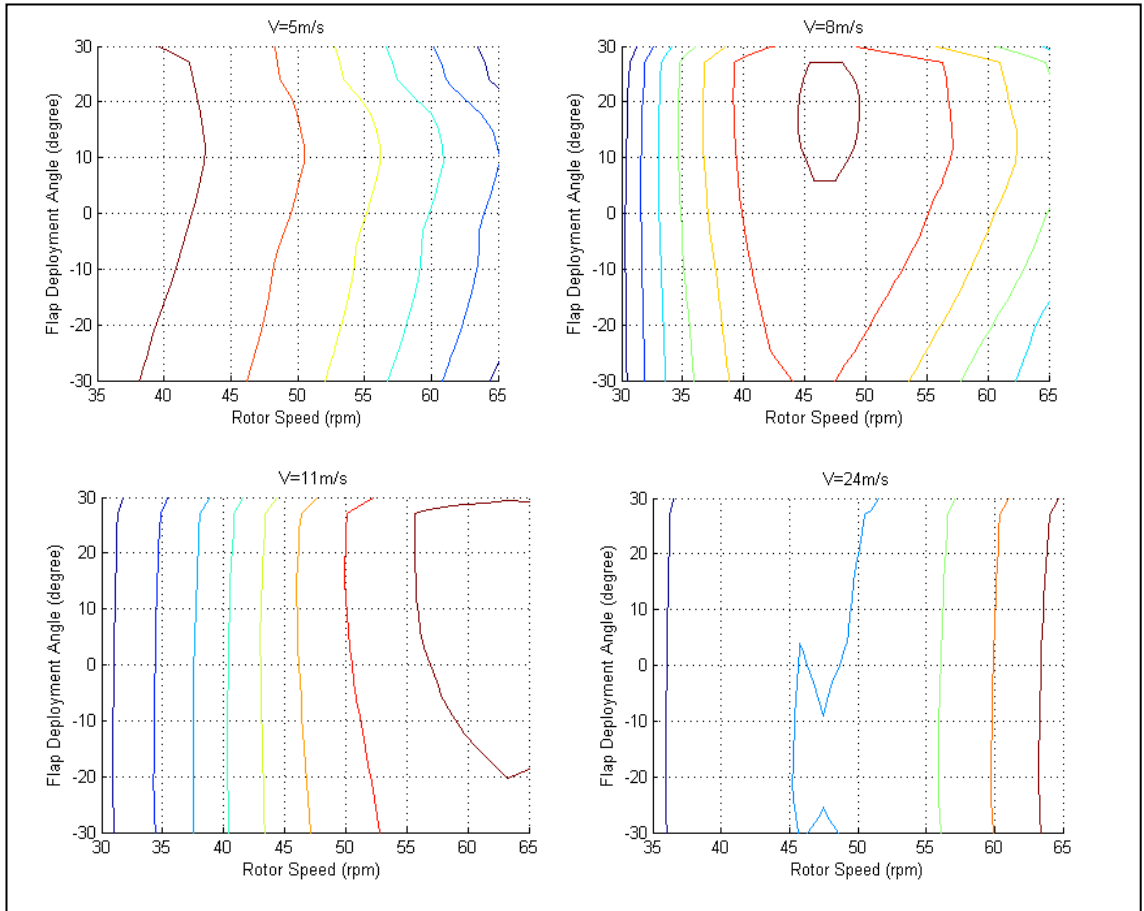 V=5m/s
30
20
10
0
-10
-20
-30
Flap Deployment Angle (degree)
35 40 45 50 55 60 65
Rotor Speed (rpm)
V=8m/s
30
20
10
0
-10
-20
-30
Flap Deployment Angle (degree)
30 35 40 45 50 55 60 65
Rotor Speed (rpm)
V=11m/s
30
20
10
0
-10
-20
-30
Flap Deployment Angle (degree)
30 35 40 45 50 55 60 65
Rotor Speed (rpm)
V=24m/s
30
20
10
0
-10
-20
-30
Flap Deployment Angle (degree)
35 40 45 50 55 60 65
Rotor Speed (rpm)